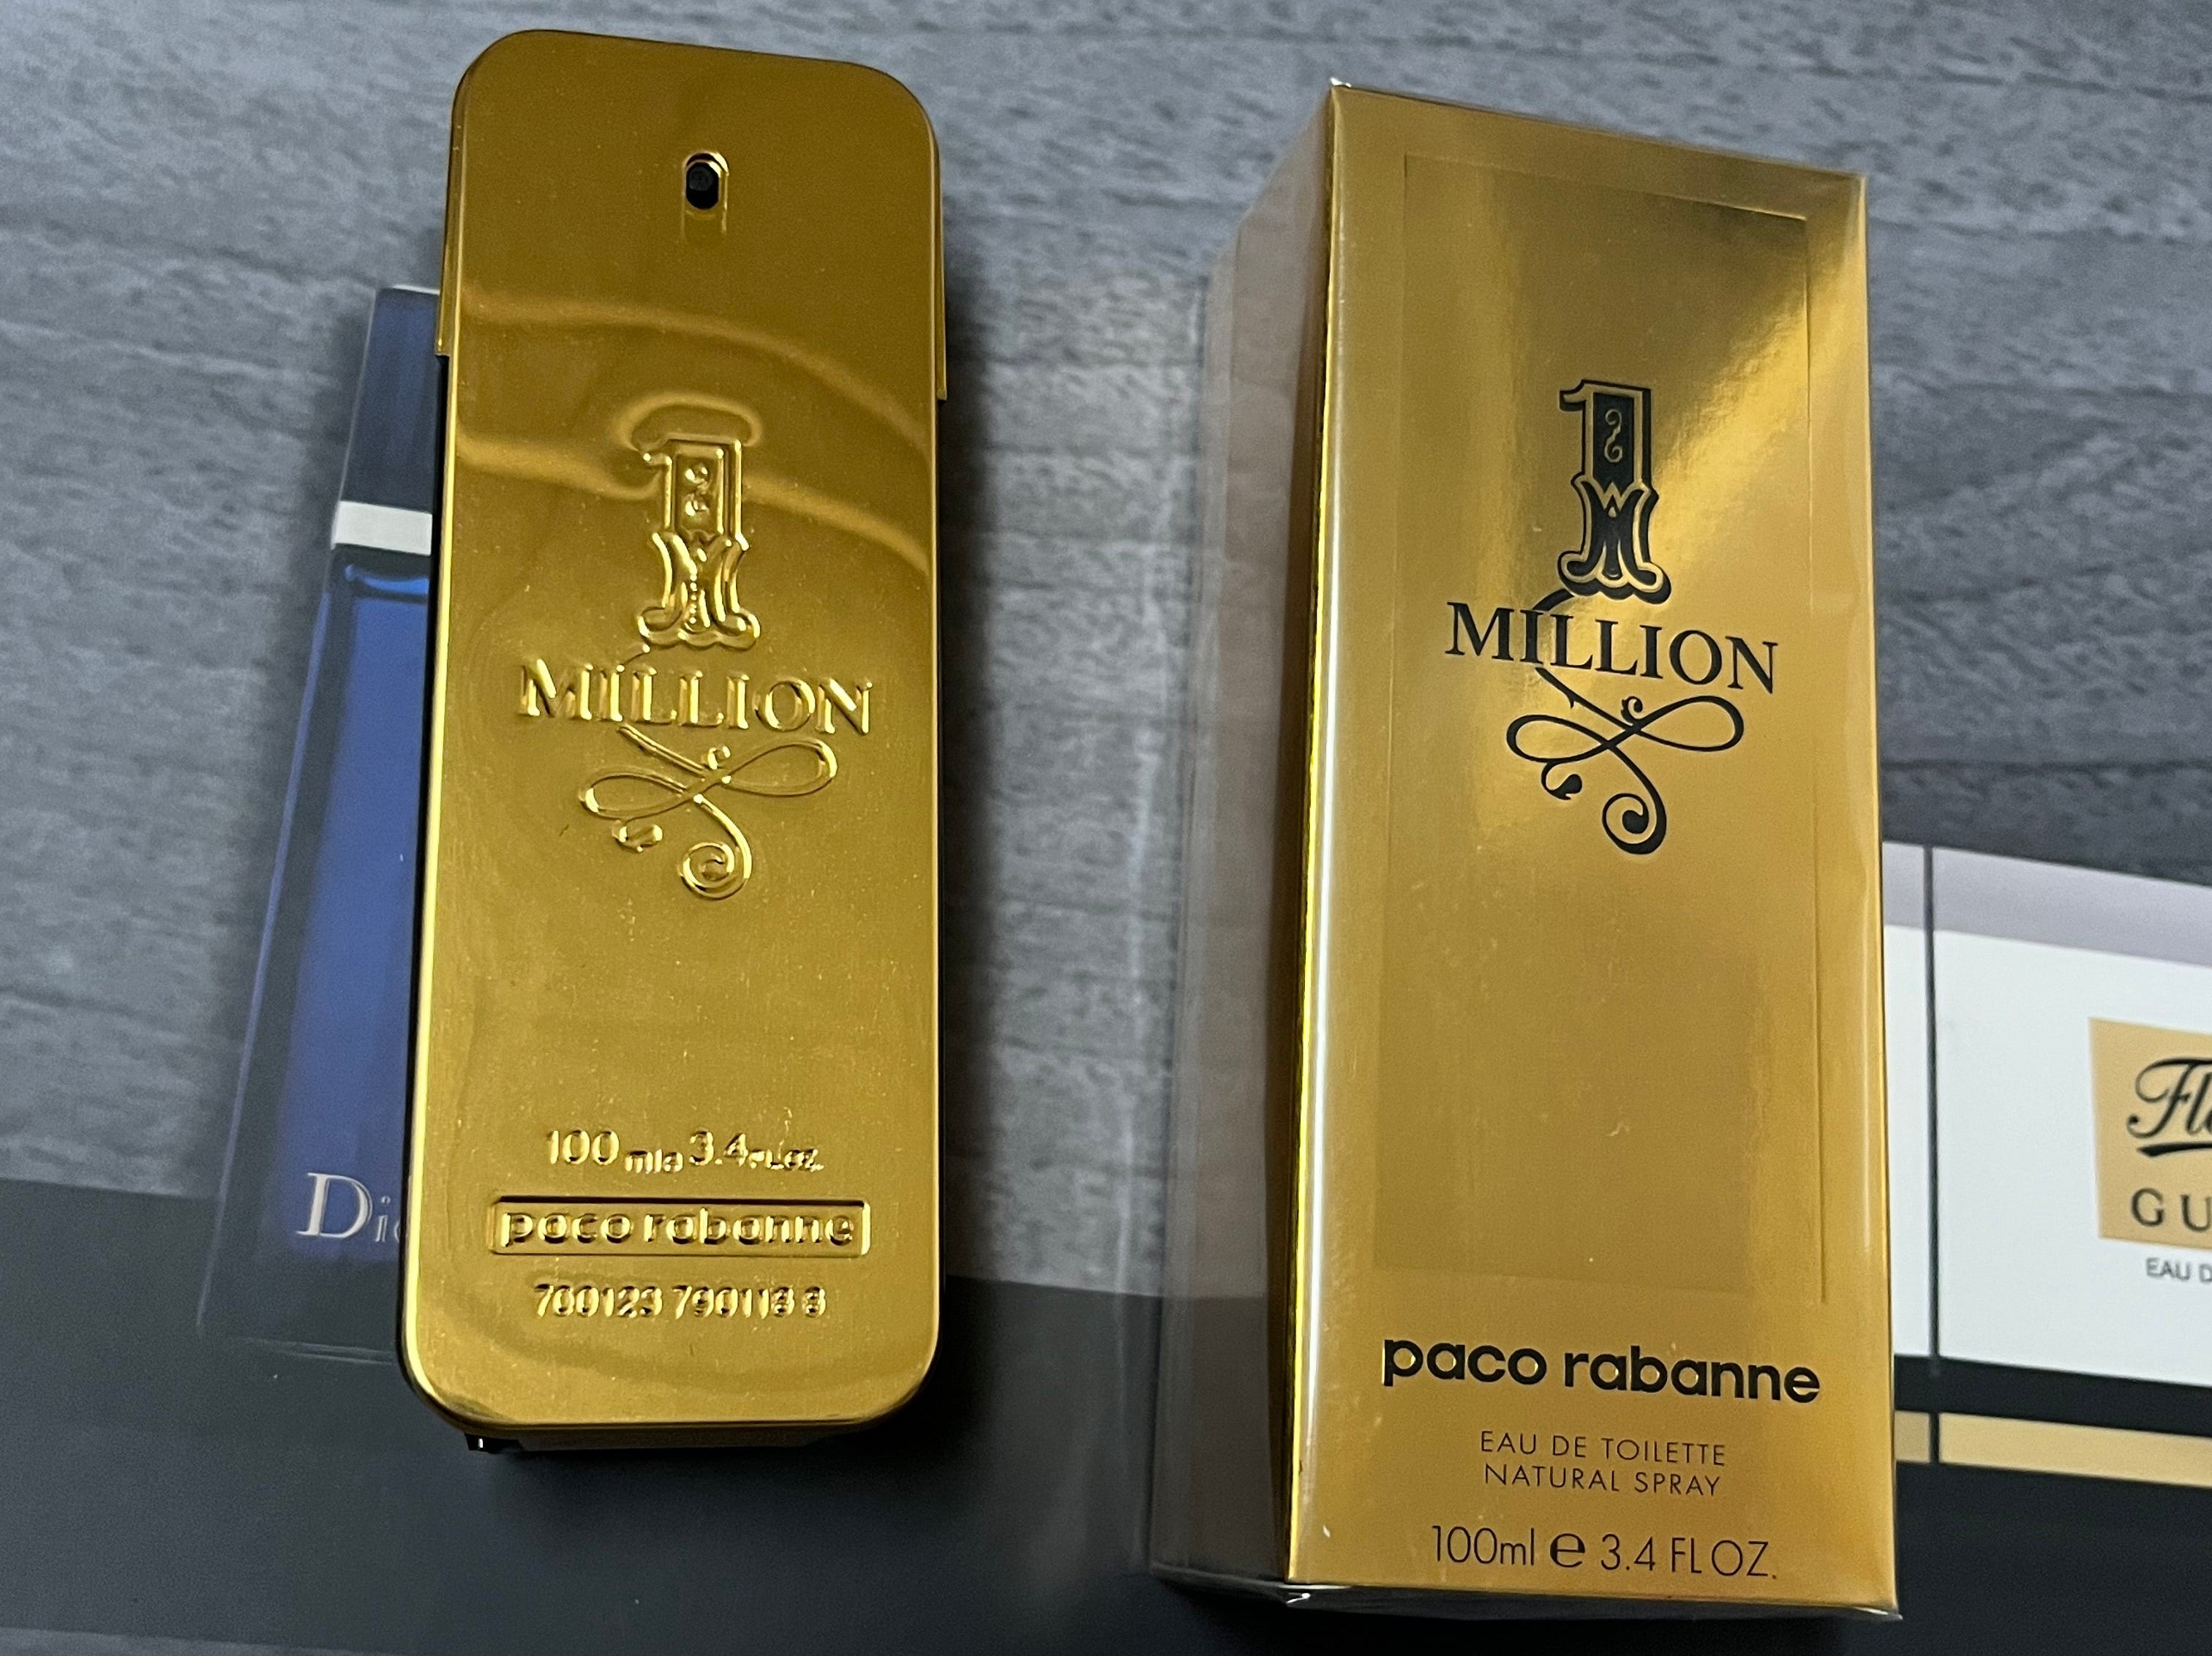 1
MILLION
100 ml e 3.4 FL.OZ.
paco rabanne
1
MILLION
paco rabanne
EAU DE TOILETTE
NATURAL SPRAY
100ml e 3.4 FL OZ.
EAU